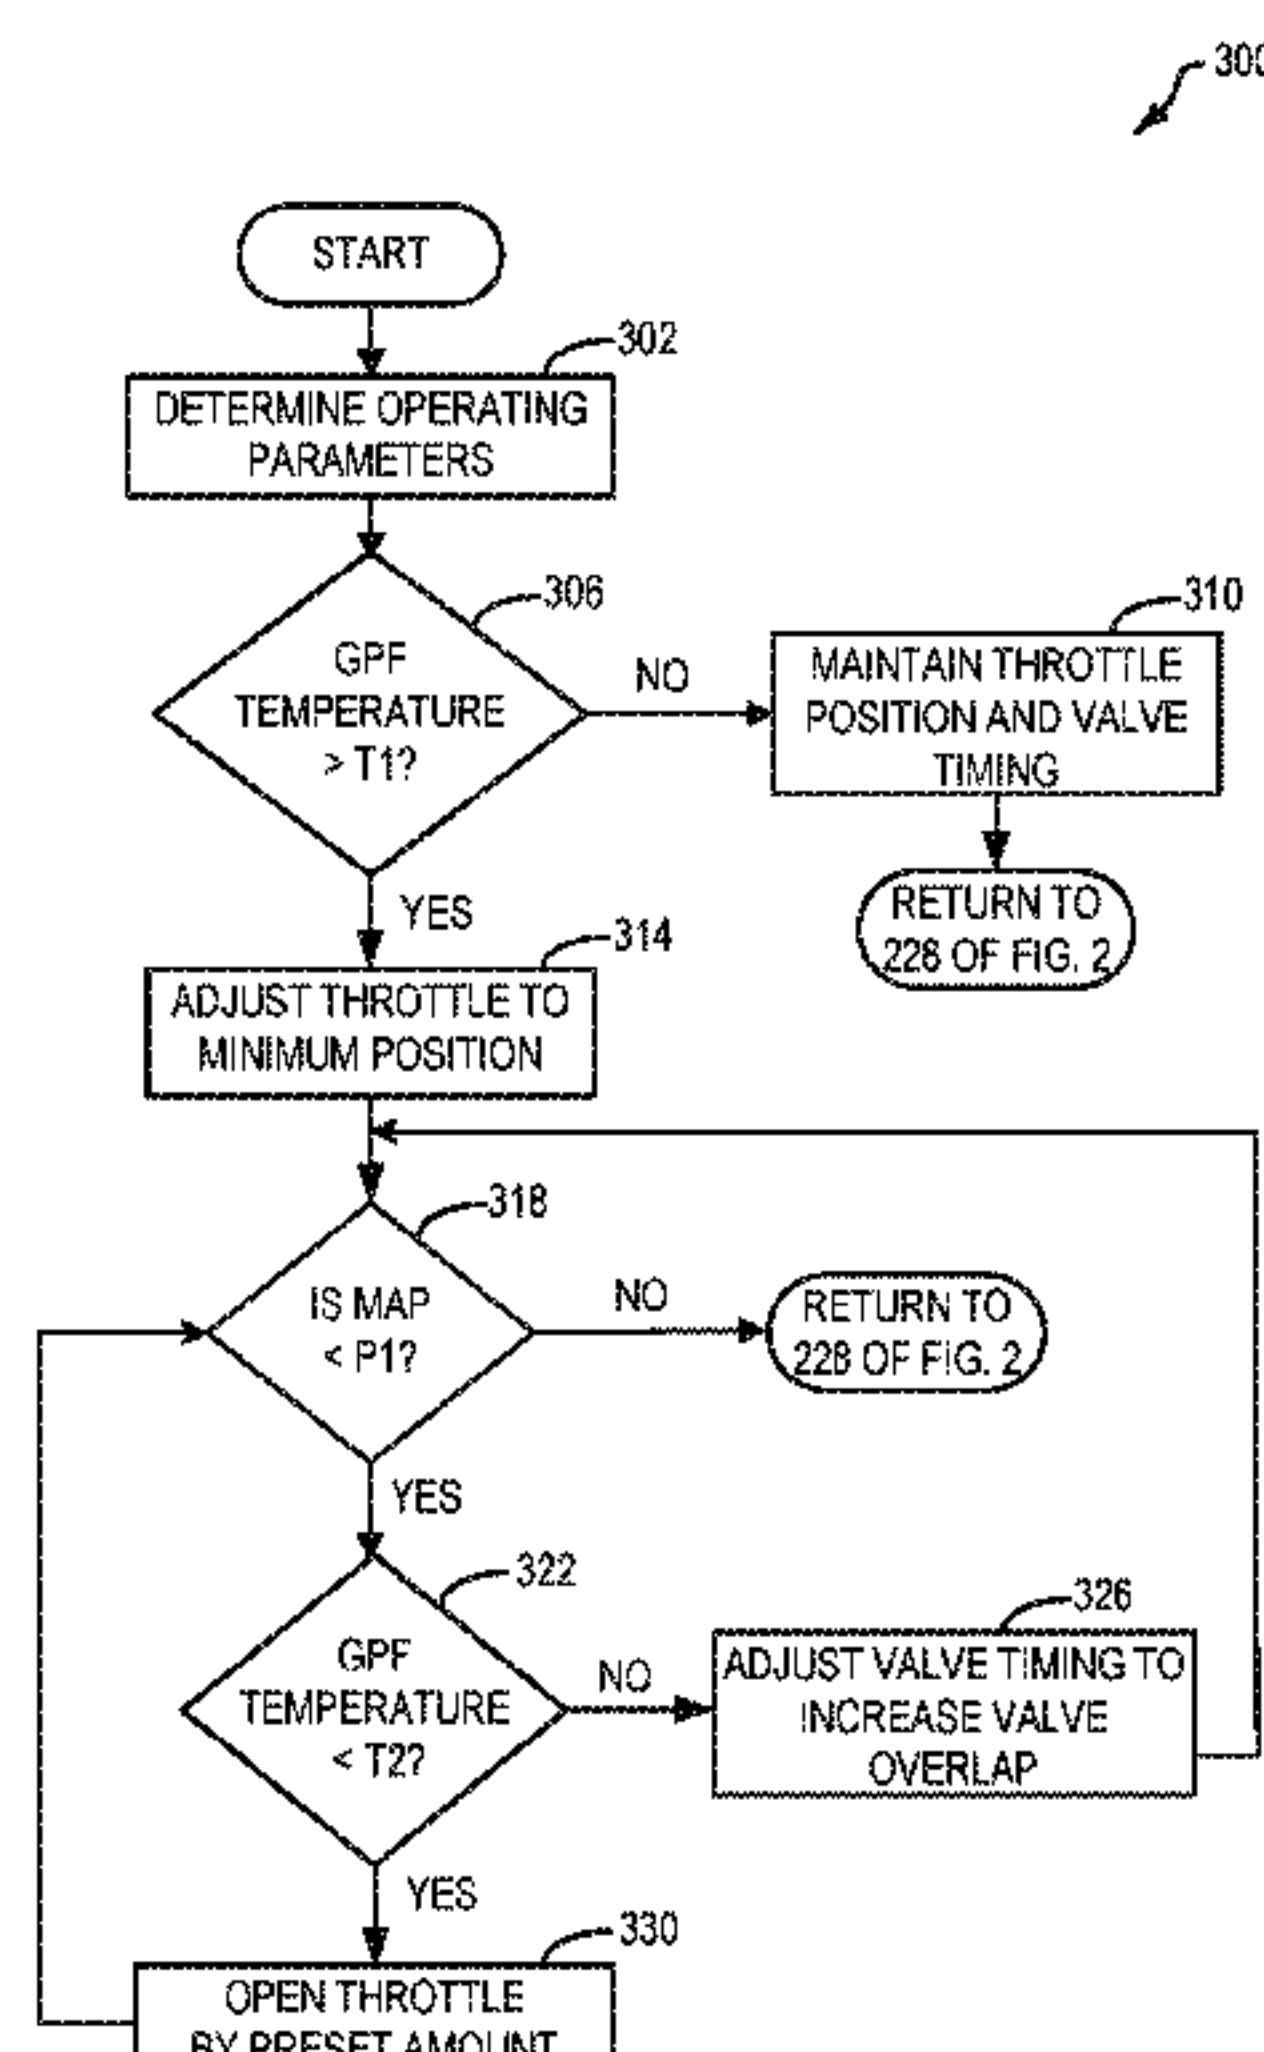 300
START
302
DETERMINE OPERATING
PARAMETERS
306
GPF
TEMPERATURE
> T1?
NO
310
MAINTAIN THROTTLE
POSITION AND VALVE
TIMING
RETURN TO
228 OF FIG. 2
YES
314
ADJUST THROTTLE TO
MINIMUM POSITION
318
IS MAP
< P1?
NO
RETURN TO
228 OF FIG. 2
YES
322
GPF
TEMPERATURE
< T2?
NO
326
ADJUST VALVE TIMING TO
INCREASE VALVE
OVERLAP
YES
330
OPEN THROTTLE
BY PRESET AMOUNT